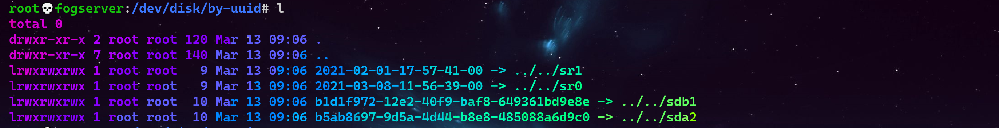 root💀fogserver:/dev/disk/by-uuid# l
total 0
drwxr-xr-x 2 root root 120 Mar 13 09:06 .
drwxr-xr-x 7 root root 140 Mar 13 09:06 ..
lrwxrwxrwx 1 root root   9 Mar 13 09:06 2021-02-01-17-57-41-00 -> ../../sr1
lrwxrwxrwx 1 root root   9 Mar 13 09:06 2021-03-08-11-56-39-00 -> ../../sr0
lrwxrwxrwx 1 root root  10 Mar 13 09:06 b1d1f972-12e2-40f9-baf8-649361bd9e8e -> ../../sdb1
lrwxrwxrwx 1 root root  10 Mar 13 09:06 b5ab8697-9d5a-4d44-b8e8-485088a6d9c0 -> ../../sda2